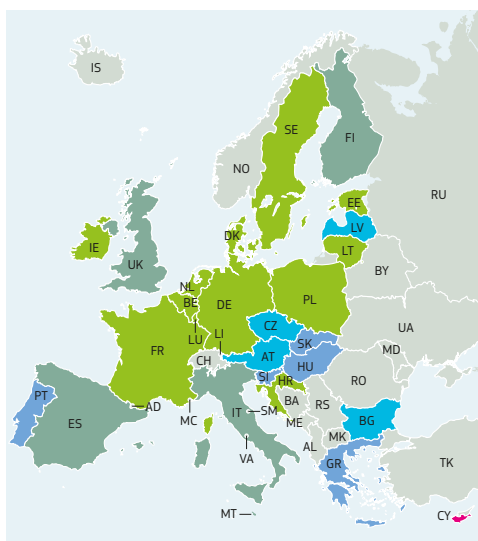 IS
SE
FI
NO
RU
EE
LV
DK
LT
IE
BY
UK
NL
BE
DE
PL
LU
LI
CZ
UA
SK
FR
CH
AT
HU
MD
SI
HR
RO
PT
AD
MC
BA
RS
ES
IT
SM
ME
BG
VA
AL
MK
GR
TK
MT
CY